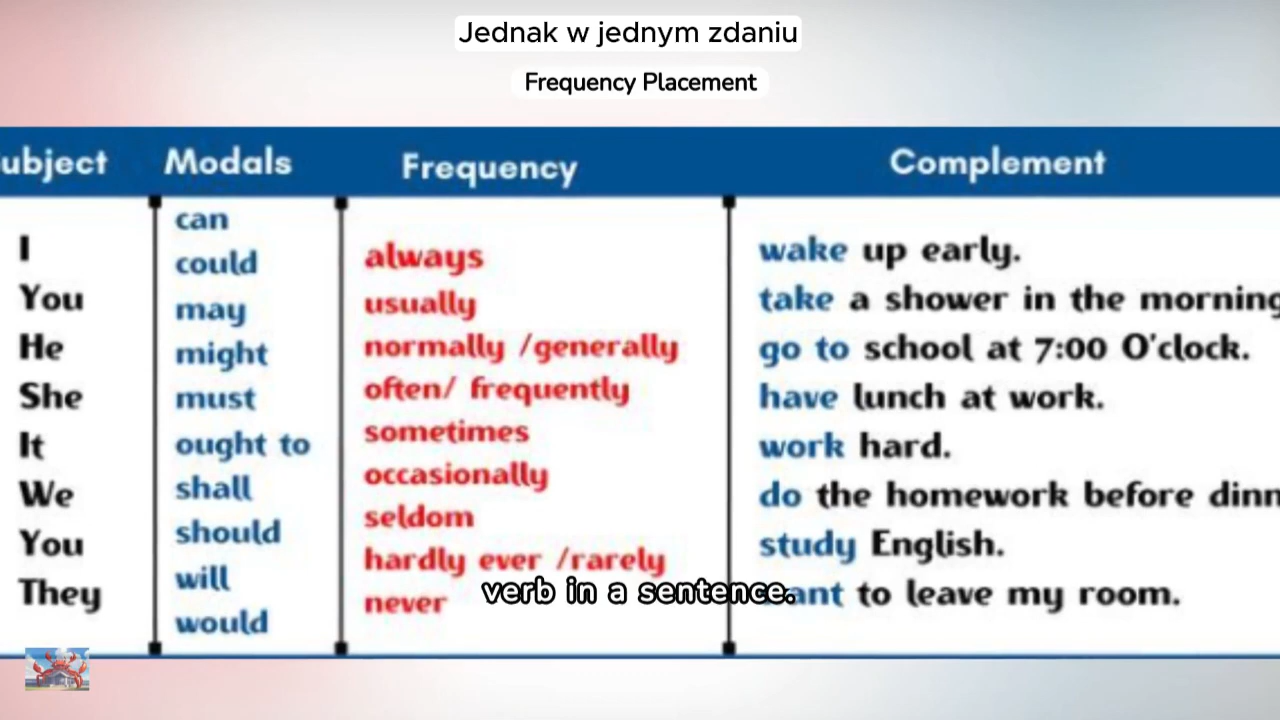 Jednak w jednym zdaniu
Frequency Placement
ubject Modals Frequency Complement
can
I always wake up early.
could
You usually take a shower in the morning
may
He normally /generally go to school at 7:00 O'clock.
might
She often/ frequently have lunch at work.
must
It sometimes work hard.
ought to
We occasionally do the homework before dinn
shall
You seldom study English.
should
hardly ever /rarely
will
They never ant to leave my room.
would
verb in a sentence.